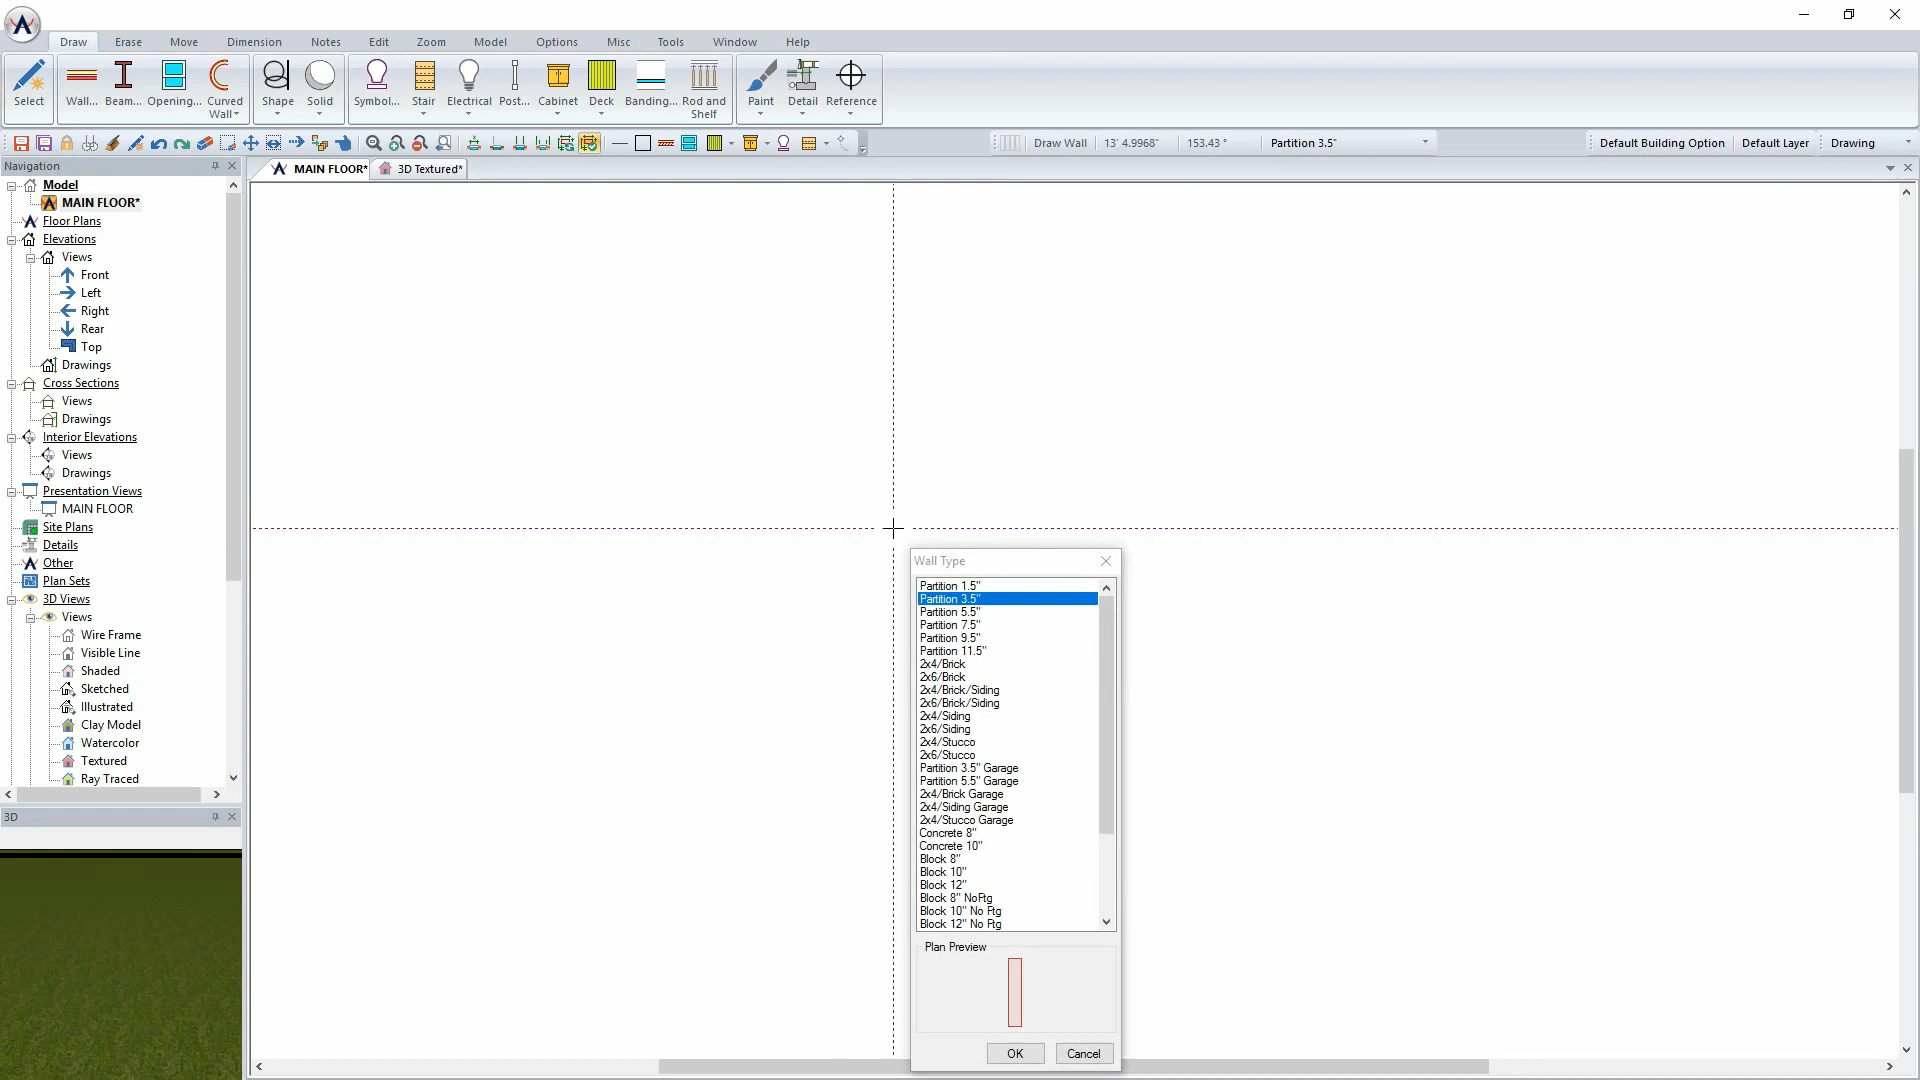 Draw Erase Move Dimension Notes Edit Zoom Model Options Misc Tools Window Help
Select Wall... Beam... Opening... Curved Wall Shape Solid Symbol... Stair Electrical Post... Cabinet Deck Banding... Rod and Shelf Paint Detail Reference
Draw Wall 13' 4.9968" 153.43 ° Partition 3.5" Default Building Option Default Layer Drawing
Navigation
MAIN FLOOR* 3D Textured*
Model
MAIN FLOOR*
Floor Plans
Elevations
Views
Front
Left
Right
Rear
Top
Drawings
Cross Sections
Views
Drawings
Interior Elevations
Views
Drawings
Presentation Views
MAIN FLOOR
Site Plans
Details
Other
Plan Sets
3D Views
Views
Wire Frame
Visible Line
Shaded
Sketched
Illustrated
Clay Model
Watercolor
Textured
Ray Traced
3D
Wall Type
Partition 1.5"
Partition 3.5"
Partition 5.5"
Partition 7.5"
Partition 9.5"
Partition 11.5"
2x4/Brick
2x6/Brick
2x4/Brick/Siding
2x6/Brick/Siding
2x4/Siding
2x6/Siding
2x4/Stucco
2x6/Stucco
Partition 3.5" Garage
Partition 5.5" Garage
2x4/Brick Garage
2x4/Siding Garage
2x4/Stucco Garage
Concrete 8"
Concrete 10"
Block 8"
Block 10"
Block 12"
Block 8" NoFtg
Block 10" No Ftg
Block 12" No Ftg
Plan Preview
OK Cancel